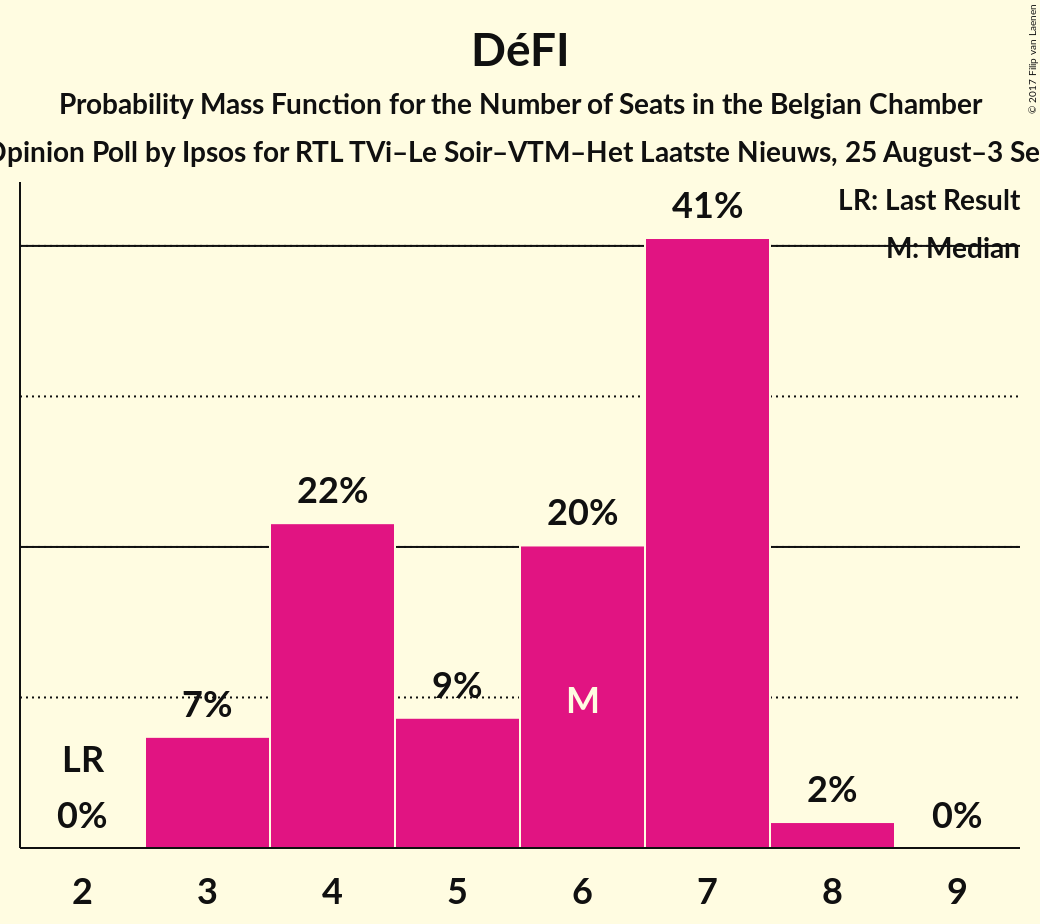 DéFI
Probability Mass Function for the Number of Seats in the Belgian Chamber
Opinion Poll by Ipsos for RTL TVi–Le Soir–VTM–Het Laatste Nieuws, 25 August–3 Se
© 2017 Filip van Laenen
LR: Last Result
M: Median
41%
22%
20%
9%
7%
M
LR
0%
2%
0%
2 3 4 5 6 7 8 9